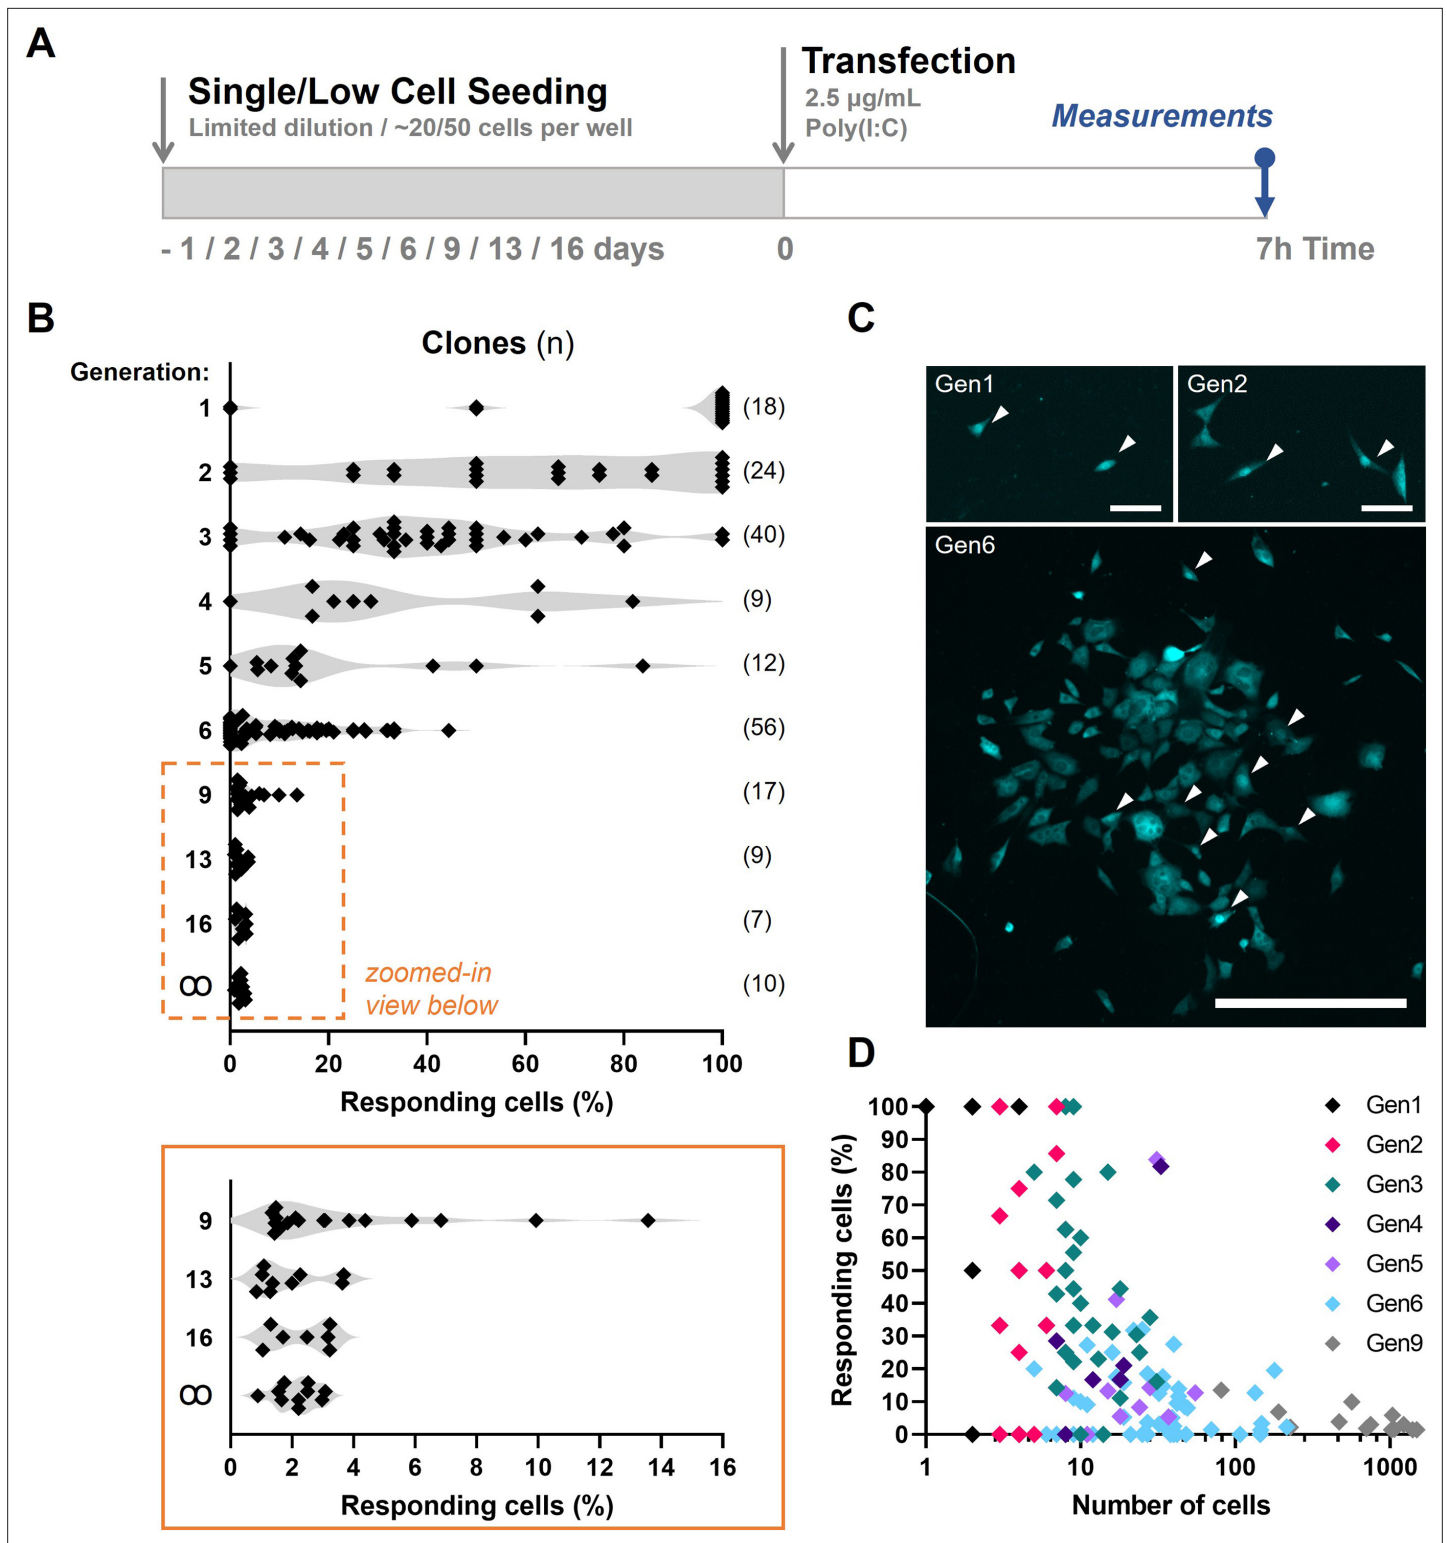 A
Single/Low Cell Seeding
Limited dilution / ~20/50 cells per well
Transfection
2.5 µg/mL
Poly(I:C)
Measurements
- 1 / 2 / 3 / 4 / 5 / 6 / 9 / 13 / 16 days
0
7h Time
B
Clones (n)
Generation:
1 (18)
2 (24)
3 (40)
4 (9)
5 (12)
6 (56)
9 (17)
13 (9)
16 (7)
∞ (10)
zoomed-in
view below
0 20 40 60 80 100
Responding cells (%)
9
13
16
∞
0 2 4 6 8 10 12 14 16
Responding cells (%)
C
Gen1
Gen2
Gen6
D
Responding cells (%)
100
90
80
70
60
50
40
30
20
10
0
1 10 100 1000
Number of cells
Gen1
Gen2
Gen3
Gen4
Gen5
Gen6
Gen9